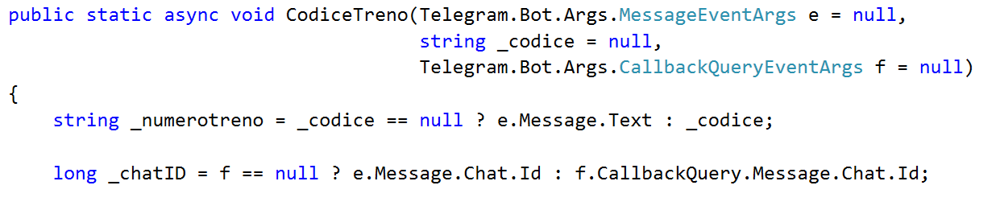 public static async void CodiceTreno(Telegram.Bot.Args.MessageEventArgs e = null,
string _codice = null,
Telegram.Bot.Args.CallbackQueryEventArgs f = null)
{
string _numerotreno = _codice == null ? e.Message.Text : _codice;
long _chatID = f == null ? e.Message.Chat.Id : f.CallbackQuery.Message.Chat.Id;